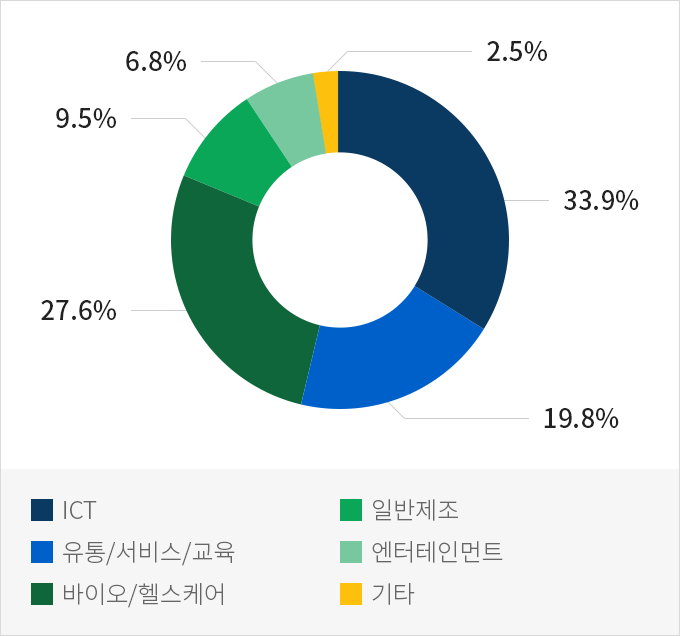 2.5%
6.8%
9.5%
33.9%
27.6%
19.8%
ICT
일반제조
유통/서비스/교육
엔터테인먼트
바이오/헬스케어
기타